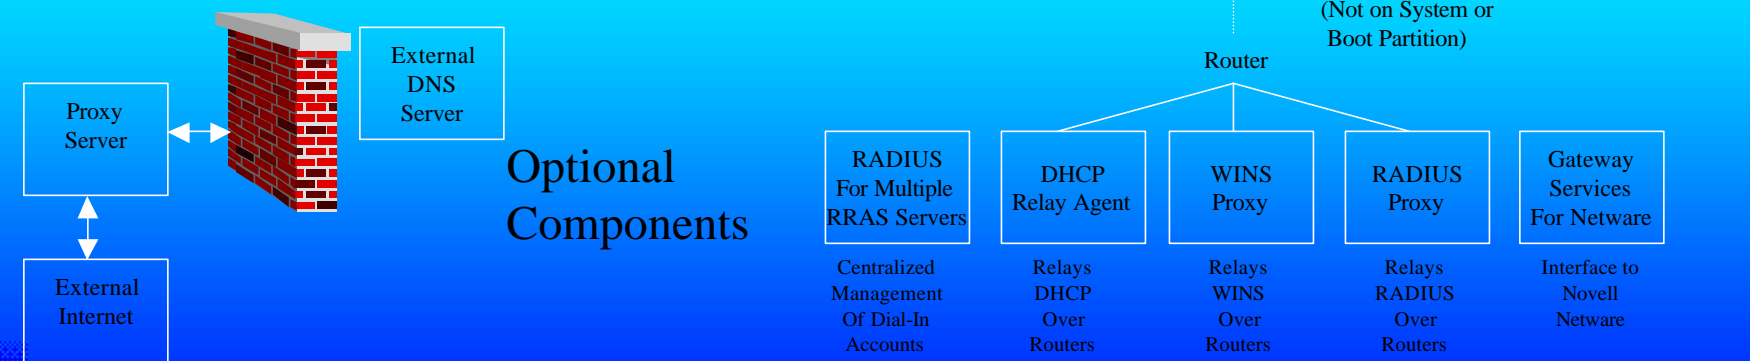 (Not on System or
Boot Partition)
External
DNS
Server
Proxy
Server
External
Internet
Optional
Components
Router
RADIUS
For Multiple
RRAS Servers
Centralized
Management
Of Dial-In
Accounts
DHCP
Relay Agent
Relays
DHCP
Over
Routers
WINS
Proxy
Relays
WINS
Over
Routers
RADIUS
Proxy
Relays
RADIUS
Over
Routers
Gateway
Services
For Netware
Interface to
Novell
Netware